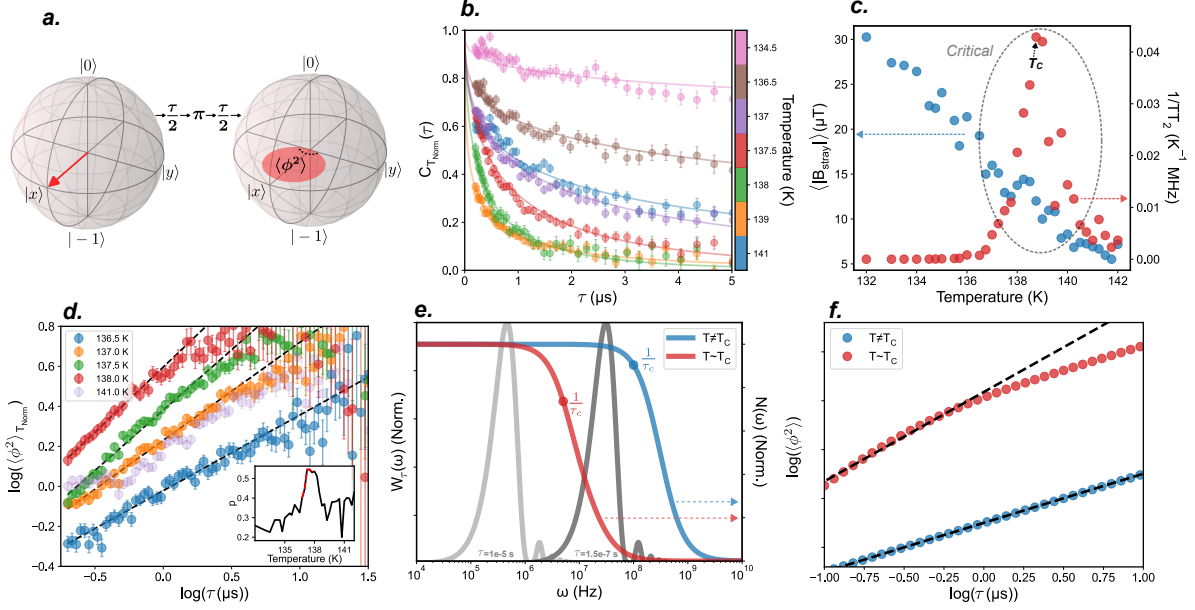 a.
|0⟩
|0⟩
τ/2 π τ/2
|y⟩
|x⟩
|−1⟩
⟨ϕ²⟩
|y⟩
|x⟩
|−1⟩
b.
C_{T_Norm}(τ)
1.0
0.8
0.6
0.4
0.2
0.0
0 1 2 3 4 5
τ (µs)
134.5
136.5
137
137.5
138
139
141
Temperature (K)
c.
Critical
T_C
⟨|B_stray|⟩ (µT)
30
25
20
15
10
5
132 134 136 138 140 142
Temperature (K)
0.04
0.03
0.02
0.01
0.00
1/TT₂ (K⁻¹ MHz)
d.
136.5 K
137.0 K
137.5 K
138.0 K
141.0 K
log(⟨ϕ²⟩_{T_Norm})
0.8
0.6
0.4
0.2
0.0
−0.2
−0.4
p
0.5
0.4
0.3
0.2
135 138 141
Temperature (K)
−0.5 0.0 0.5 1.0 1.5
log(τ (µs))
e.
T≠T_C
T~T_C
1/τ_c
1/τ_c
W_τ(ω) (Norm.)
N(ω) (Norm.)
τ=1e-5 s
τ=1.5e-7 s
10⁴ 10⁵ 10⁶ 10⁷ 10⁸ 10⁹ 10¹⁰
ω (Hz)
f.
T≠T_C
T~T_C
log(⟨ϕ²⟩)
−1.00 −0.75 −0.50 −0.25 0.00 0.25 0.50 0.75 1.00
log(τ (µs))